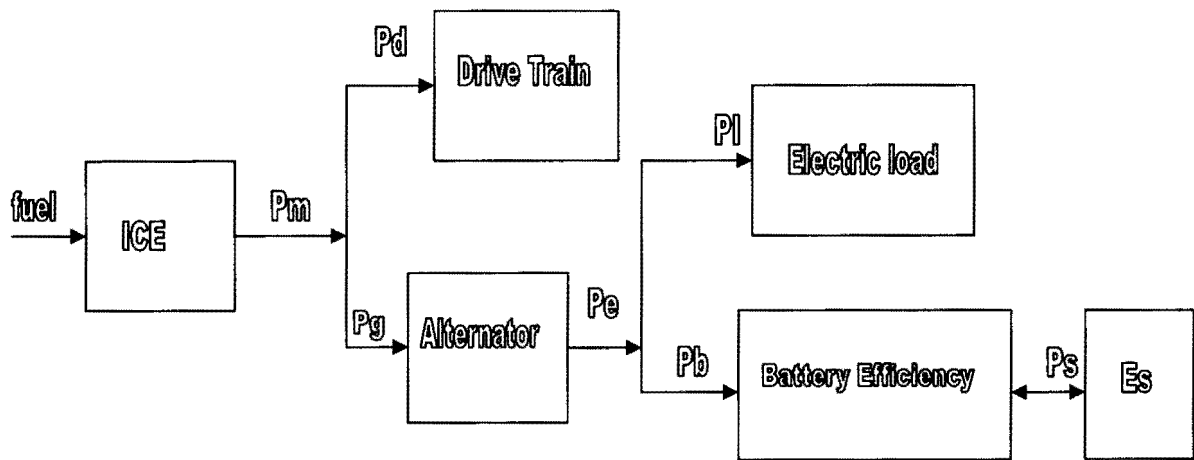 Pd
Drive Train
Pl
Electric load
fuel
ICE
Pm
Pg
Alternator
Pe
Pb
Battery Efficiency
Ps
Es